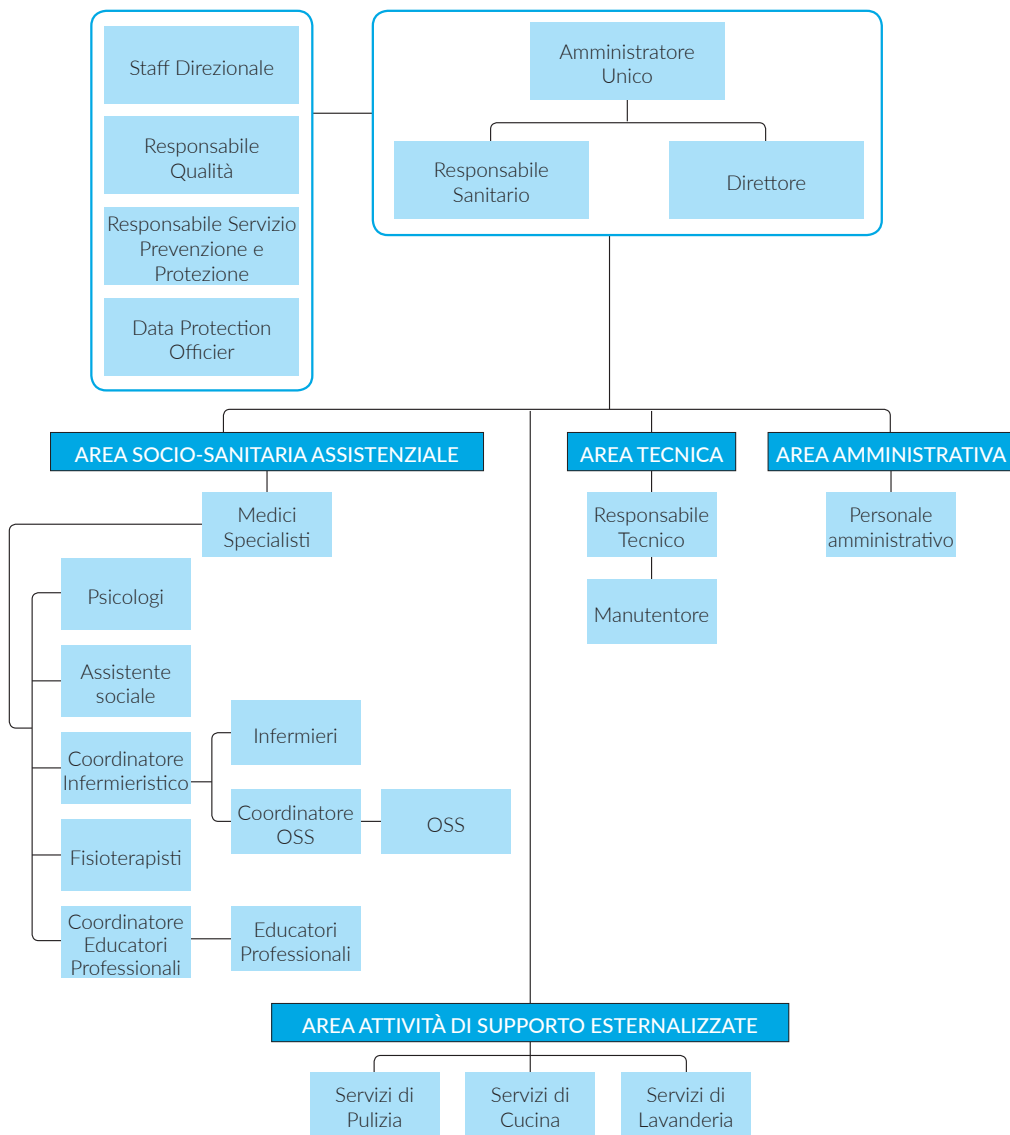 Staff Direzionale
Responsabile
Qualità
Responsabile Servizio
Prevenzione e
Protezione
Data Protection
Officier
Amministratore
Unico
Responsabile
Sanitario
Direttore
AREA SOCIO-SANITARIA ASSISTENZIALE
AREA TECNICA
AREA AMMINISTRATIVA
Medici
Specialisti
Responsabile
Tecnico
Personale
amministrativo
Manutentore
Psicologi
Assistente
sociale
Coordinatore
Infermieristico
Infermieri
Coordinatore
OSS
OSS
Fisioterapisti
Coordinatore
Educatori
Professionali
Educatori
Professionali
AREA ATTIVITÀ DI SUPPORTO ESTERNALIZZATE
Servizi di
Pulizia
Servizi di
Cucina
Servizi di
Lavanderia